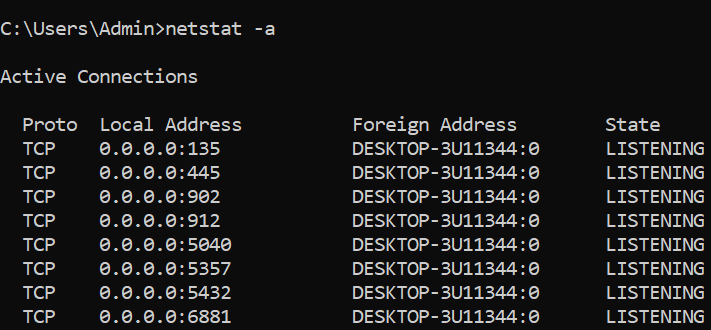 C:\Users\Admin>netstat -a
Active Connections
Proto  Local Address          Foreign Address        State
TCP    0.0.0.0:135            DESKTOP-3U11344:0      LISTENING
TCP    0.0.0.0:445            DESKTOP-3U11344:0      LISTENING
TCP    0.0.0.0:902            DESKTOP-3U11344:0      LISTENING
TCP    0.0.0.0:912            DESKTOP-3U11344:0      LISTENING
TCP    0.0.0.0:5040           DESKTOP-3U11344:0      LISTENING
TCP    0.0.0.0:5357           DESKTOP-3U11344:0      LISTENING
TCP    0.0.0.0:5432           DESKTOP-3U11344:0      LISTENING
TCP    0.0.0.0:6881           DESKTOP-3U11344:0      LISTENING